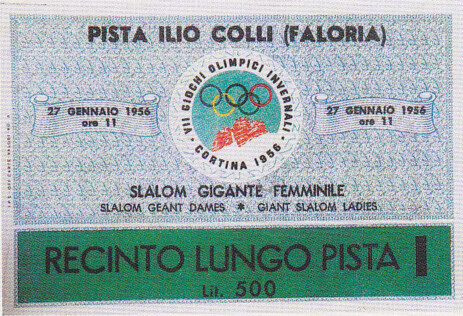 PISTA ILIO COLLI (FALORIA)
VII GIOCHI OLIMPICI INVERNALI
• CORTINA 1956 •
27 GENNAIO 1956
ore 11
27 GENNAIO 1956
ore 11
SLALOM GIGANTE FEMMINILE
SLALOM GEANT DAMES * GIANT SLALOM LADIES
RECINTO LUNGO PISTA I
Lit. 500